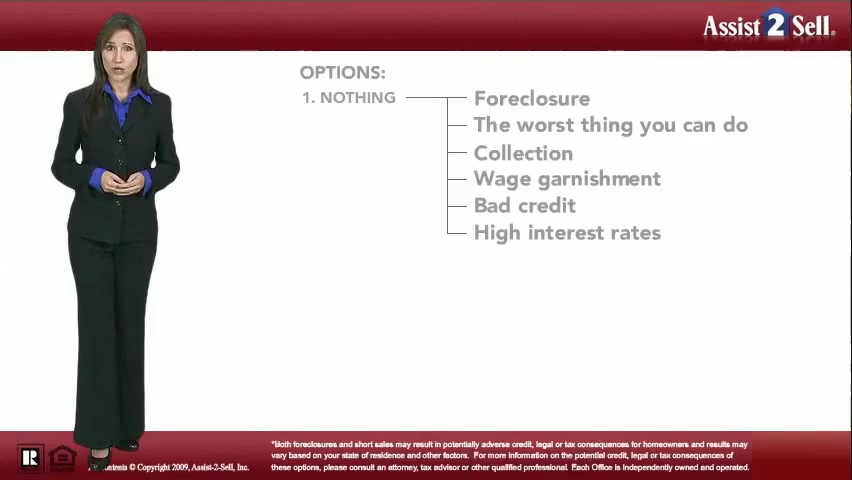 Assist 2 Sell®
OPTIONS:
1. NOTHING
Foreclosure
The worst thing you can do
Collection
Wage garnishment
Bad credit
High interest rates
*Both foreclosures and short sales may result in potentially adverse credit, legal or tax consequences for homeowners and results may
vary based on your state of residence and other factors. For more information on the potential credit, legal or tax consequences of
these options, please consult an attorney, tax advisor or other qualified professional. Each Office is independently owned and operated.
© Copyright 2009, Assist-2-Sell, Inc.